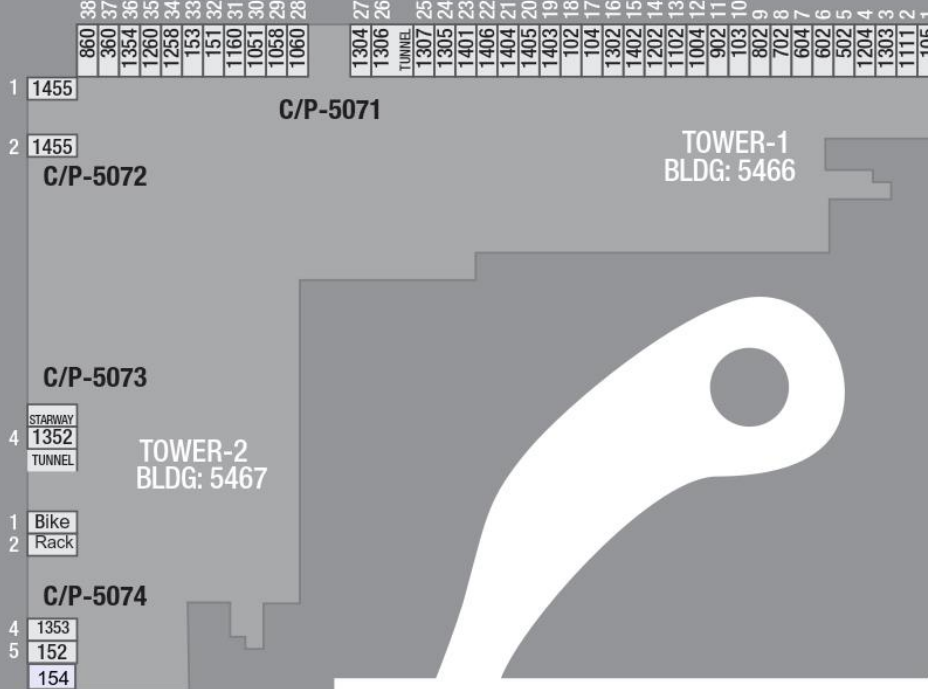 38 37 36 35 34 33 32 31 30 29 28 27 26 25 24 23 22 21 20 19 18 17 16 15 14 13 12 11 10 9 8 7 6 5 4 3 2 1
860 360 1354 1260 1258 153 151 1160 1051 1058 1060 1304 1306 TUNNEL 1307 1305 1401 1406 1404 1405 1403 102 104 1302 1402 1202 1102 1004 902 103 802 702 604 602 502 1204 1303 1111
1 1455
C/P-5071
2 1455
C/P-5072
TOWER-1
BLDG: 5466
C/P-5073
STARWAY
4 1352
TUNNEL
TOWER-2
BLDG: 5467
1 Bike
2 Rack
C/P-5074
4 1353
5 152
154